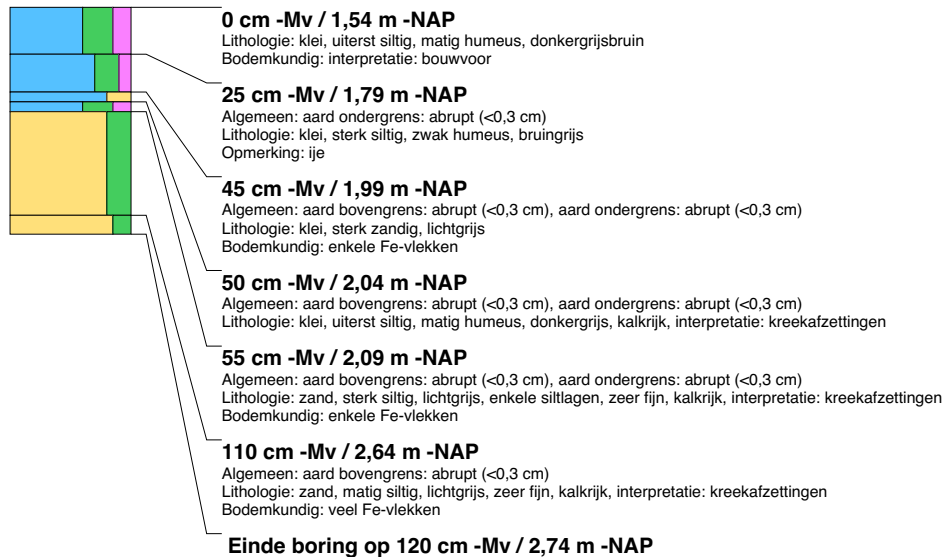 0 cm -Mv / 1,54 m -NAP
Lithologie: klei, uiterst siltig, matig humeus, donkergrijsbruin
Bodemkundig: interpretatie: bouwvoor
25 cm -Mv / 1,79 m -NAP
Algemeen: aard ondergrens: abrupt (<0,3 cm)
Lithologie: klei, sterk siltig, zwak humeus, bruingrijs
Opmerking: ije
45 cm -Mv / 1,99 m -NAP
Algemeen: aard bovengrens: abrupt (<0,3 cm), aard ondergrens: abrupt (<0,3 cm)
Lithologie: klei, sterk zandig, lichtgrijs
Bodemkundig: enkele Fe-vlekken
50 cm -Mv / 2,04 m -NAP
Algemeen: aard bovengrens: abrupt (<0,3 cm), aard ondergrens: abrupt (<0,3 cm)
Lithologie: klei, uiterst siltig, matig humeus, donkergrijs, kalkrijk, interpretatie: kreekafzettingen
55 cm -Mv / 2,09 m -NAP
Algemeen: aard bovengrens: abrupt (<0,3 cm), aard ondergrens: abrupt (<0,3 cm)
Lithologie: zand, sterk siltig, lichtgrijs, enkele siltlagen, zeer fijn, kalkrijk, interpretatie: kreekafzettingen
Bodemkundig: enkele Fe-vlekken
110 cm -Mv / 2,64 m -NAP
Algemeen: aard bovengrens: abrupt (<0,3 cm)
Lithologie: zand, matig siltig, lichtgrijs, zeer fijn, kalkrijk, interpretatie: kreekafzettingen
Bodemkundig: veel Fe-vlekken
Einde boring op 120 cm -Mv / 2,74 m -NAP